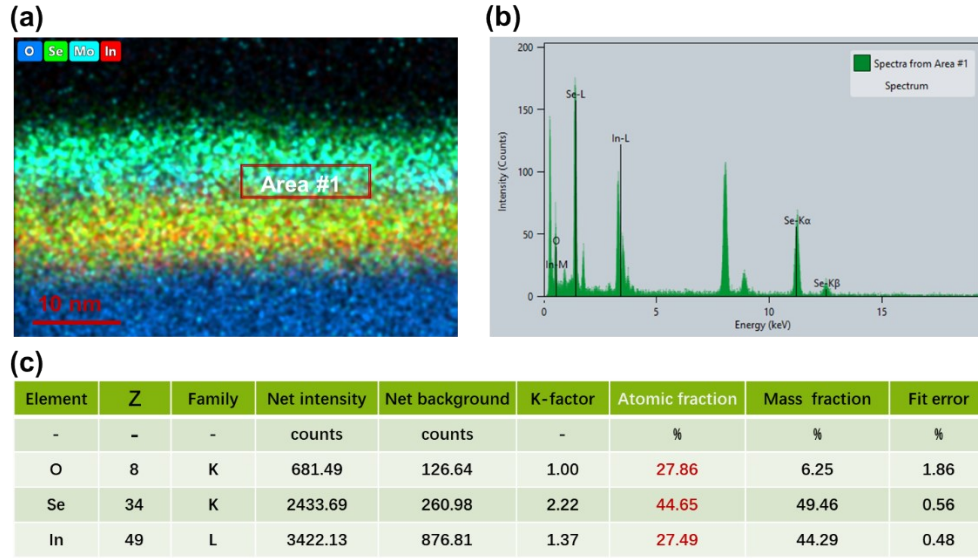 (a)
O Se Mo In
Area #1
10 nm
(b)
Spectra from Area #1
Spectrum
Intensity (Counts)
200
150
100
50
0
Se-L
In-L
O
In-M
Se-Kα
Se-Kβ
0 5 10 15
Energy (keV)
(c)
Element Z Family Net intensity Net background K-factor Atomic fraction Mass fraction Fit error
- - - counts counts - % % %
O 8 K 681.49 126.64 1.00 27.86 6.25 1.86
Se 34 K 2433.69 260.98 2.22 44.65 49.46 0.56
In 49 L 3422.13 876.81 1.37 27.49 44.29 0.48